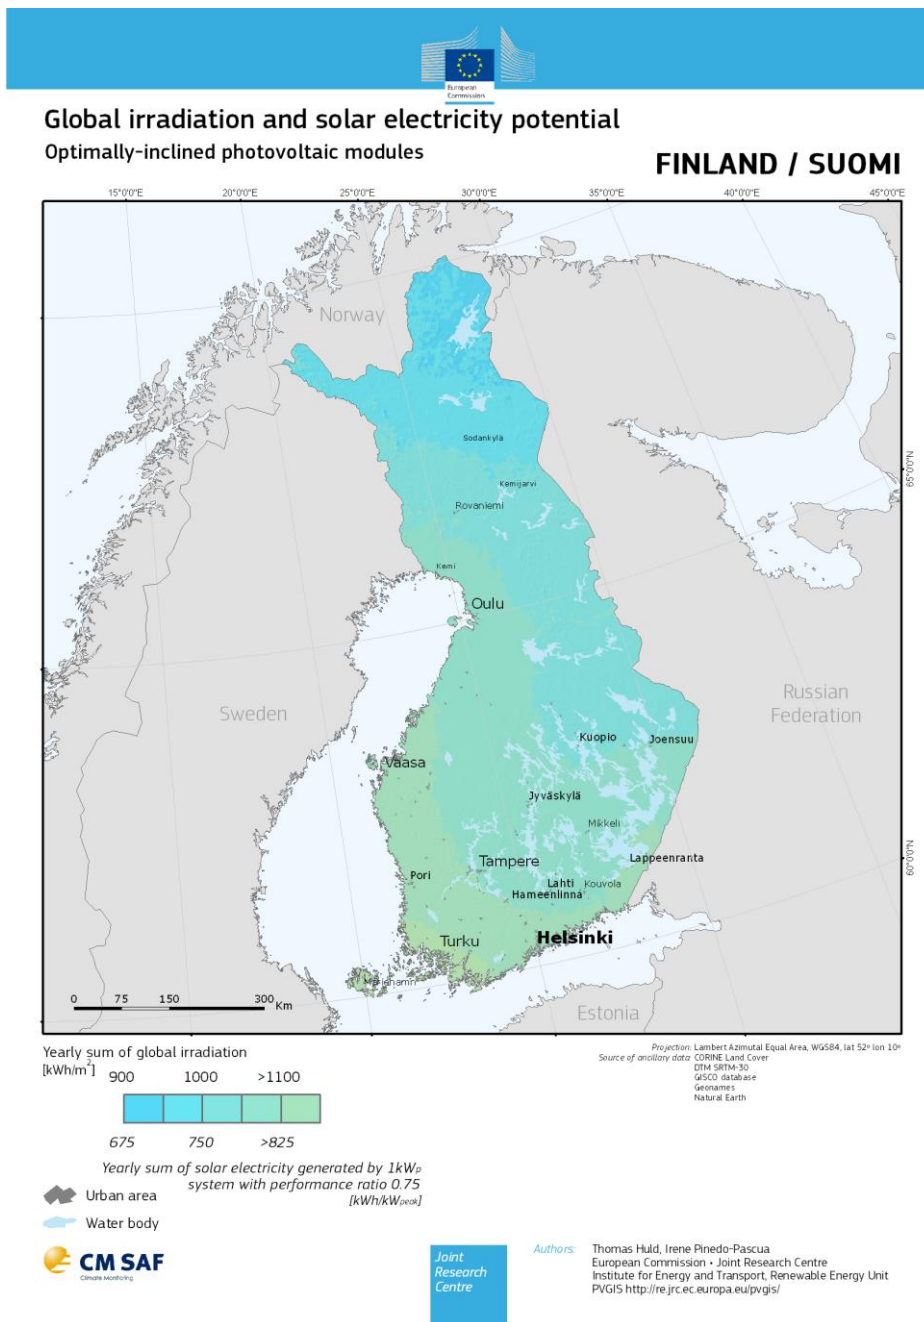 European
Commission
Global irradiation and solar electricity potential
Optimally-inclined photovoltaic modules
FINLAND / SUOMI
15°0'0"E 20°0'0"E 25°0'0"E 30°0'0"E 35°0'0"E 40°0'0"E 45°0'0"E
Norway
Sodankylä
65°0'0"N
Kemijarvi
Rovaniemi
Kemi
Oulu
Russian
Federation
Sweden
Kuopio
Joensuu
Vaasa
Jyväskylä
Mikkeli
60°0'0"N
Tampere
Lappeenranta
Pori
Lahti
Kouvola
Hameenlinna
Turku
Helsinki
Mariehamn
0 75 150 300 Km
Estonia
Projection: Lambert Azimutal Equal Area, WGS84, lat 52º lon 10º
Source of ancillary data: CORINE Land Cover
DTM SRTM-30
GISCO database
Geonames
Natural Earth
Yearly sum of global irradiation
[kWh/m²]
900 1000 >1100
675 750 >825
Yearly sum of solar electricity generated by 1kWp
system with performance ratio 0.75
[kWh/kWpeak]
Urban area
Water body
CM SAF
Climate Monitoring
Joint
Research
Centre
Authors: Thomas Huld, Irene Pinedo-Pascua
European Commission • Joint Research Centre
Institute for Energy and Transport, Renewable Energy Unit
PVGIS http://re.jrc.ec.europa.eu/pvgis/